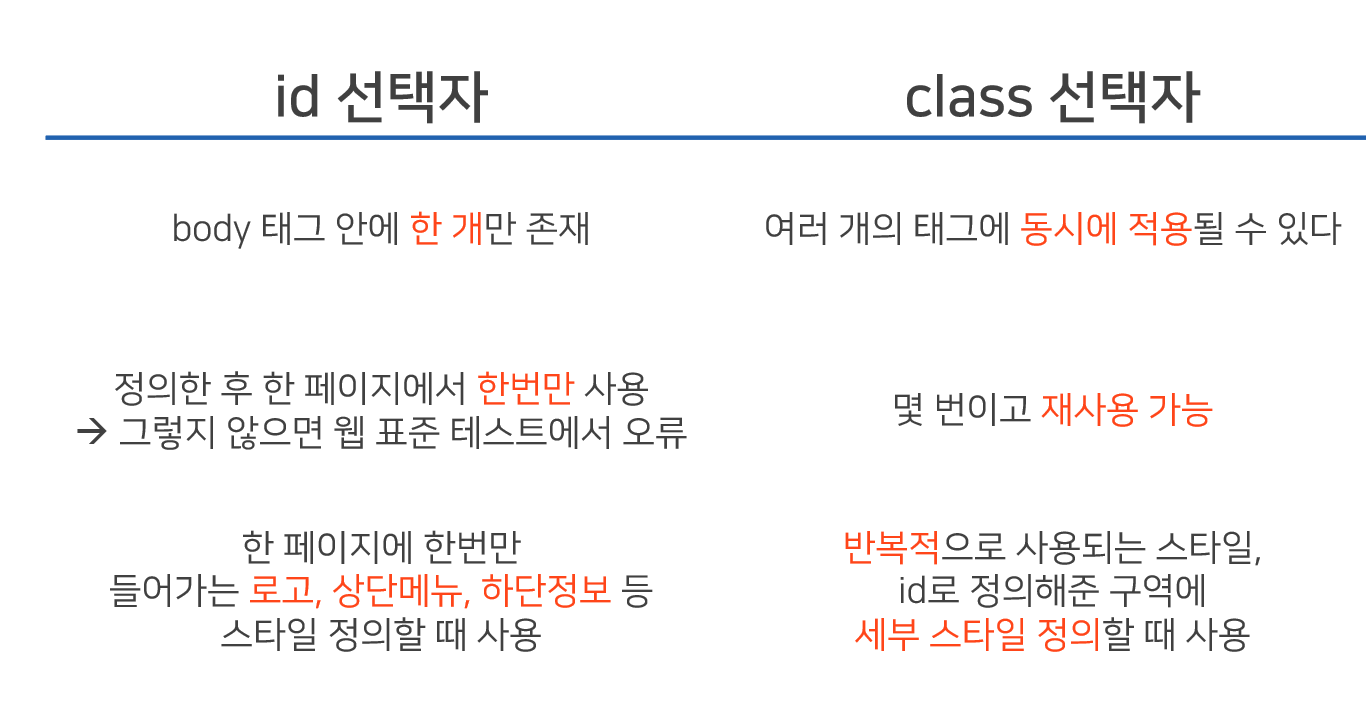 id 선택자
class 선택자
body 태그 안에 한 개만 존재
여러 개의 태그에 동시에 적용될 수 있다
정의한 후 한 페이지에서 한번만 사용
→ 그렇지 않으면 웹 표준 테스트에서 오류
몇 번이고 재사용 가능
한 페이지에 한번만
들어가는 로고, 상단메뉴, 하단정보 등
스타일 정의할 때 사용
반복적으로 사용되는 스타일,
id로 정의해준 구역에
세부 스타일 정의할 때 사용